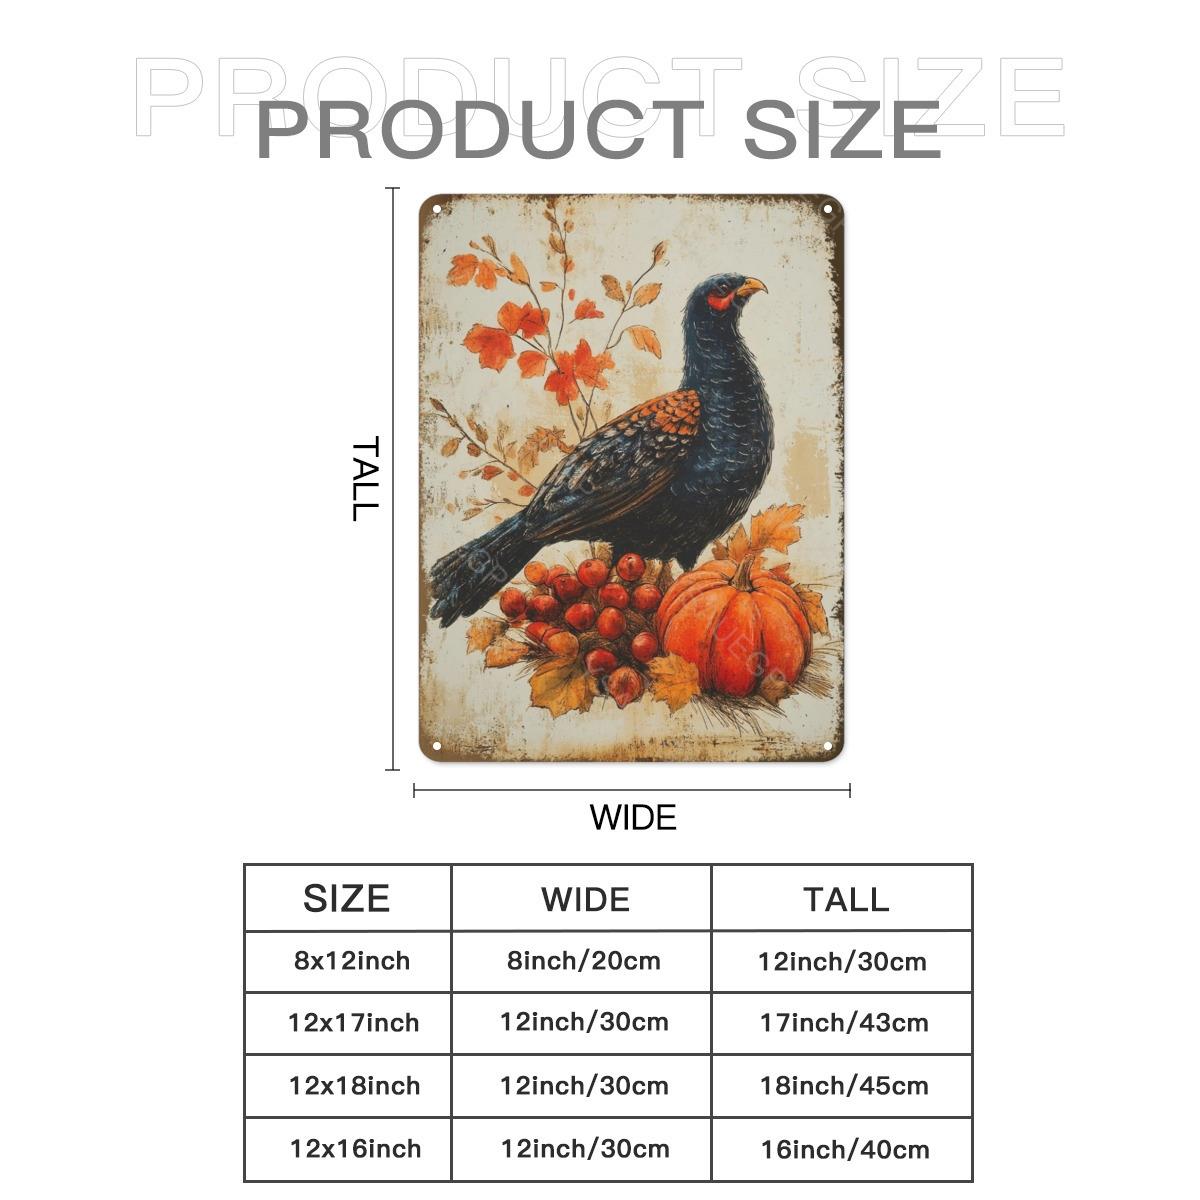 PRODUCT SIZE
PRODUCT SIZE
TALL
WIDE
SIZE WIDE TALL
8x12inch 8inch/20cm 12inch/30cm
12x17inch 12inch/30cm 17inch/43cm
12x18inch 12inch/30cm 18inch/45cm
12x16inch 12inch/30cm 16inch/40cm